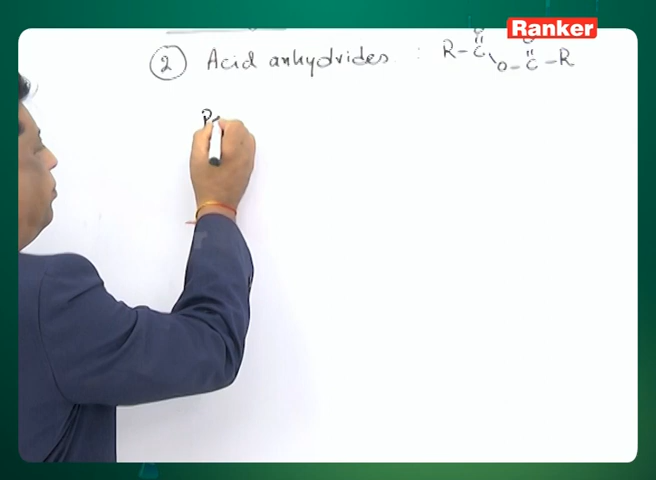 Ranker
② Acid anhydrides : R-C
O-C-R
O